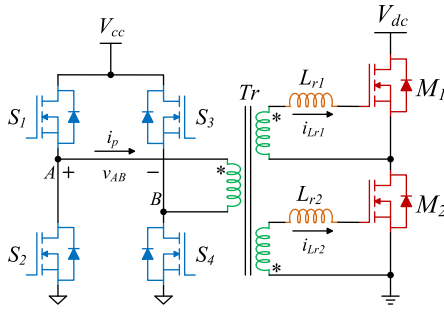 V_cc
V_dc
S_1
S_3
Tr
L_r1
M_1
i_p
* i_Lr1
A + v_AB −
*
B
L_r2
M_2
S_2
S_4
i_Lr2
*